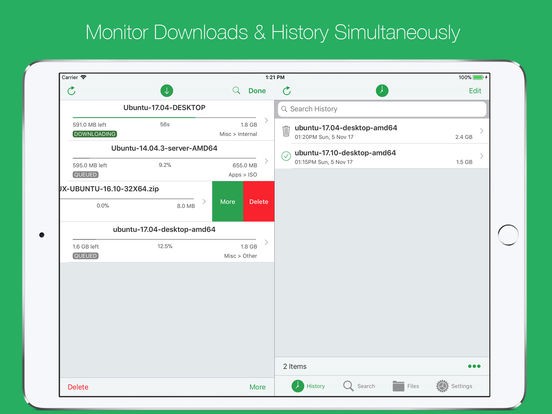 Monitor Downloads & History Simultaneously
Carrier
1:21 PM
100%
Done
Edit
Ubuntu-17.04-DESKTOP
591.0 MB left 56s 1.8 GB
DOWNLOADING Misc > Internal
Ubuntu-14.04.3-server-AMD64
595.0 MB left 9.2% 655.0 MB
QUEUED Apps > ISO
UX-UBUNTU-16.10-32X64.zip
0.0% 8.0 MB
More Delete
ubuntu-17.04-desktop-amd64
1.6 GB left 12.5% 1.8 GB
QUEUED Misc > Other
Delete More
Search History
ubuntu-17.04-desktop-amd64
01:20PM Sun, 5 Nov 17 2.4 GB
ubuntu-17.10-desktop-amd64
01:15PM Sun, 5 Nov 17 1.5 GB
2 Items
History Search Files Settings